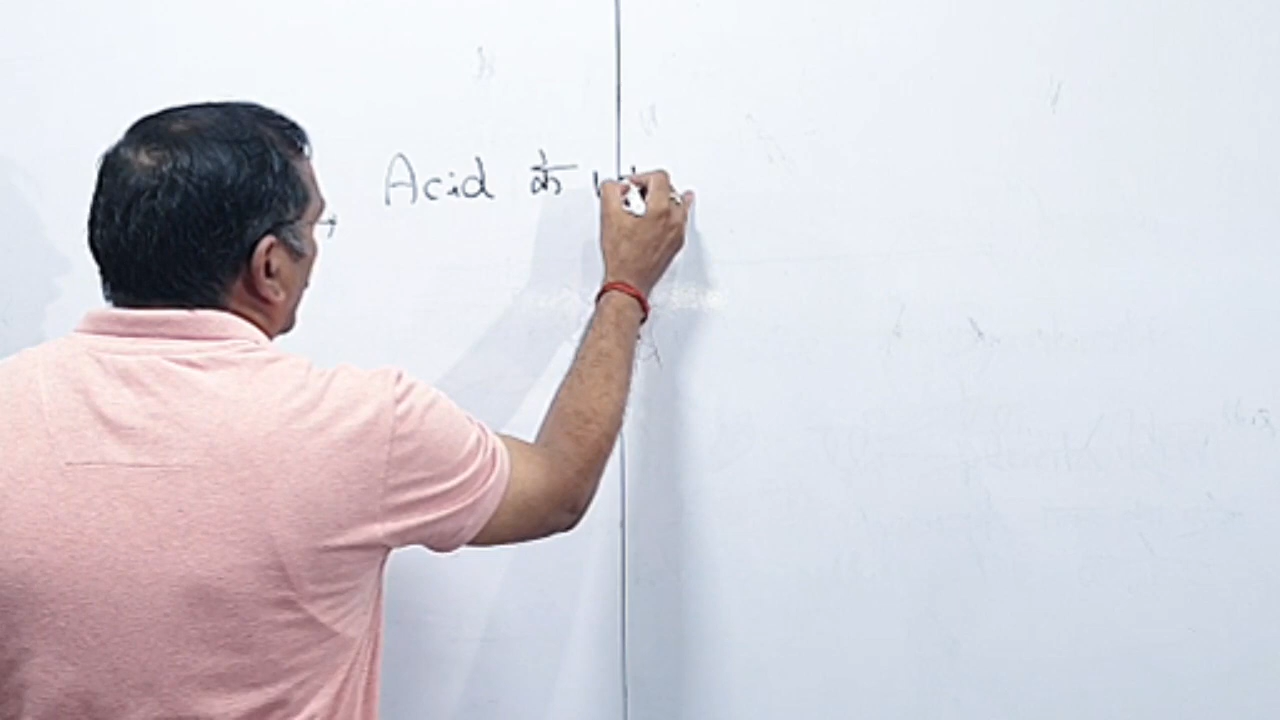 → Acid के